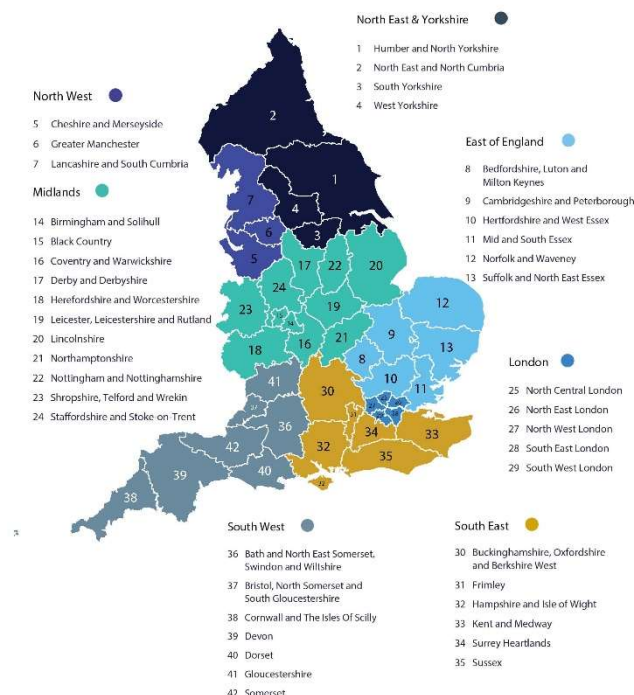 North East & Yorkshire
1 Humber and North Yorkshire
2 North East and North Cumbria
3 South Yorkshire
4 West Yorkshire
North West
5 Cheshire and Merseyside
6 Greater Manchester
7 Lancashire and South Cumbria
Midlands
14 Birmingham and Solihull
15 Black Country
16 Coventry and Warwickshire
17 Derby and Derbyshire
18 Herefordshire and Worcestershire
19 Leicester, Leicestershire and Rutland
20 Lincolnshire
21 Northamptonshire
22 Nottingham and Nottinghamshire
23 Shropshire, Telford and Wrekin
24 Staffordshire and Stoke-on-Trent
East of England
8 Bedfordshire, Luton and
Milton Keynes
9 Cambridgeshire and Peterborough
10 Hertfordshire and West Essex
11 Mid and South Essex
12 Norfolk and Waveney
13 Suffolk and North East Essex
London
25 North Central London
26 North East London
27 North West London
28 South East London
29 South West London
South West
36 Bath and North East Somerset,
Swindon and Wiltshire
37 Bristol, North Somerset and
South Gloucestershire
38 Cornwall and The Isles Of Scilly
39 Devon
40 Dorset
41 Gloucestershire
42 Somerset
South East
30 Buckinghamshire, Oxfordshire
and Berkshire West
31 Frimley
32 Hampshire and Isle of Wight
33 Kent and Medway
34 Surrey Heartlands
35 Sussex
2
1
7
4
6
3
5
17
22
20
24
23
19
12
18
16
21
9
13
8
10
11
41
30
36
42
32
34
33
35
40
39
38